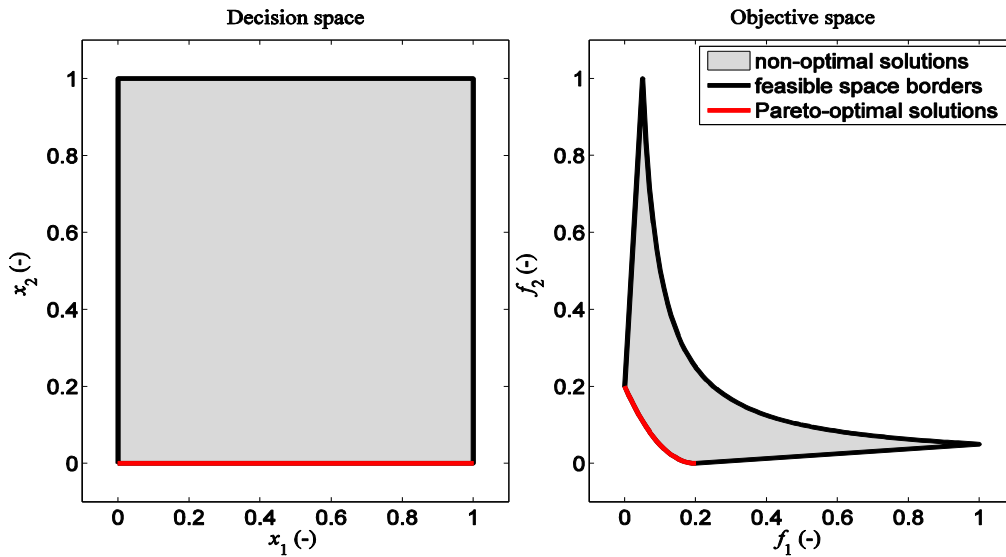 Decision space
1
0.8
0.6
0.4
0.2
0
x2 (-)
0 0.2 0.4 0.6 0.8 1
x1 (-)
Objective space
non-optimal solutions
feasible space borders
Pareto-optimal solutions
1
0.8
0.6
0.4
0.2
0
f2 (-)
0 0.2 0.4 0.6 0.8 1
f1 (-)